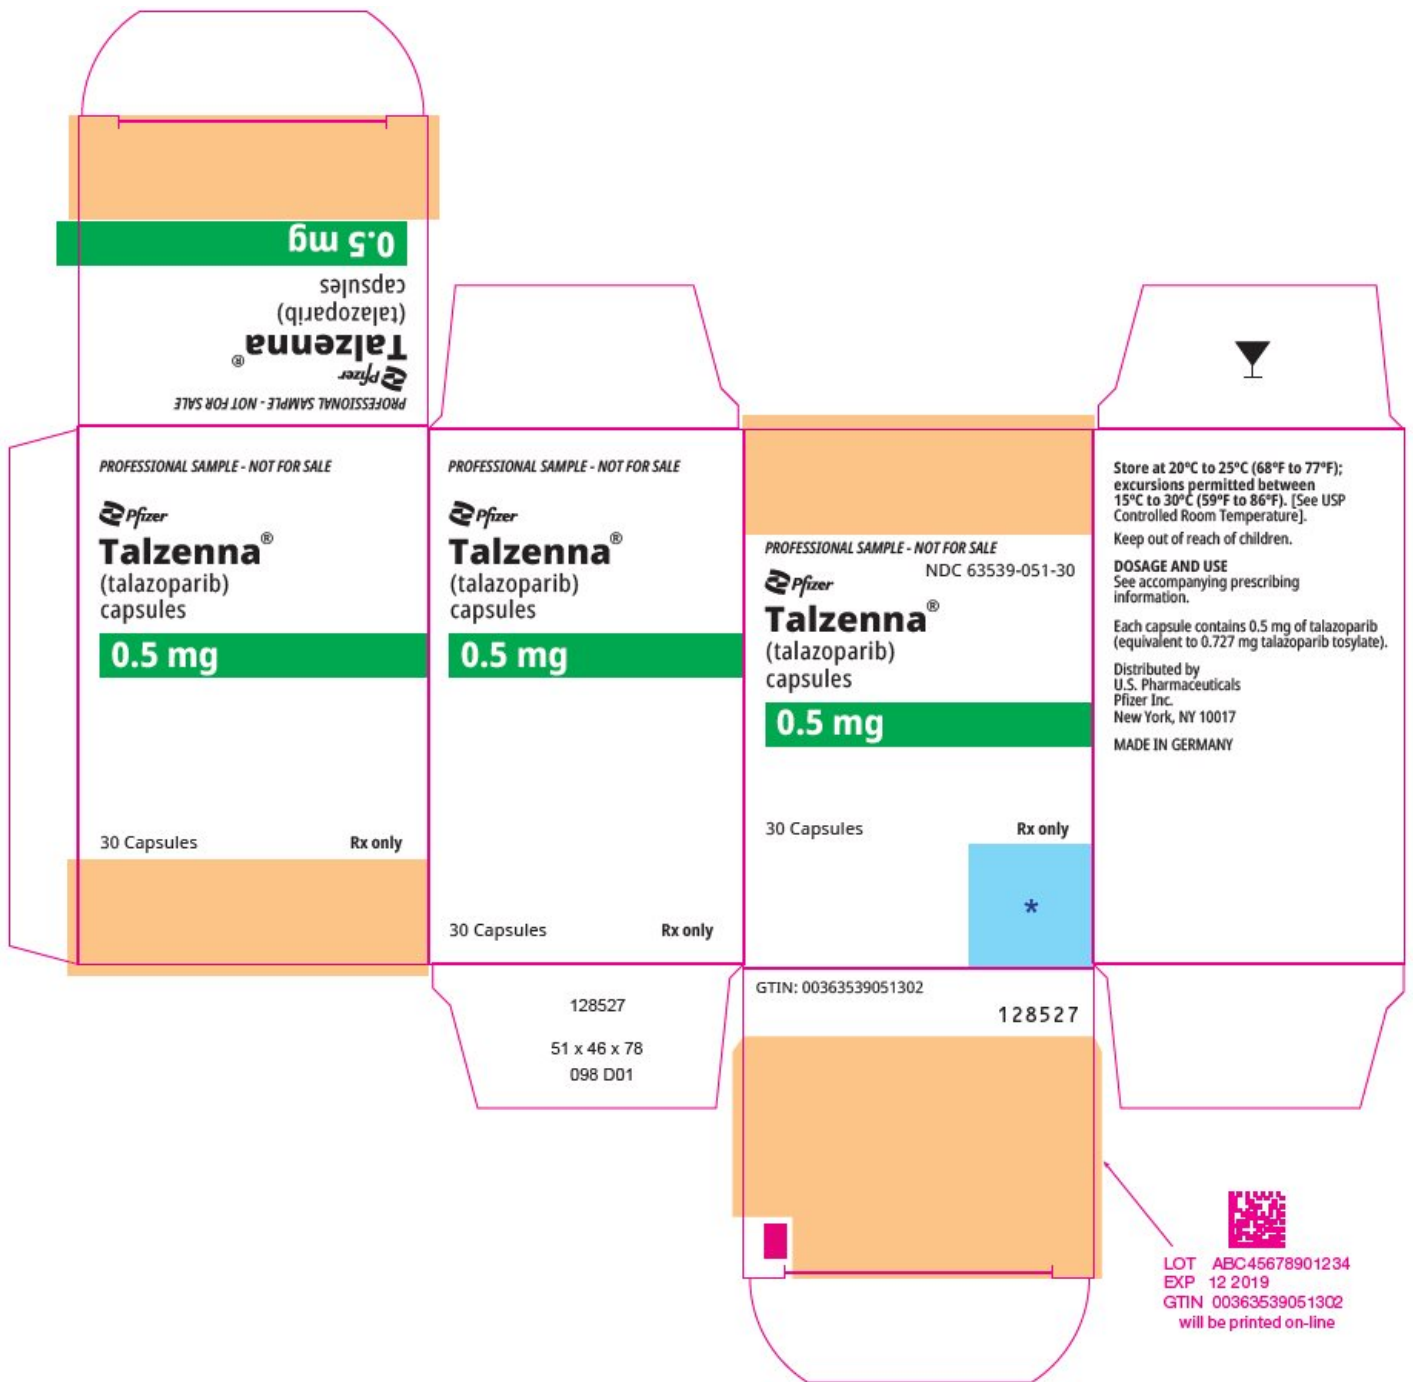 0.5 mg
capsules
(talazoparib)
Talzenna®
Pfizer
PROFESSIONAL SAMPLE - NOT FOR SALE
PROFESSIONAL SAMPLE - NOT FOR SALE
Pfizer
Talzenna®
(talazoparib)
capsules
0.5 mg
30 Capsules Rx only
PROFESSIONAL SAMPLE - NOT FOR SALE
Pfizer
Talzenna®
(talazoparib)
capsules
0.5 mg
30 Capsules Rx only
128527
51 x 46 x 78
098 D01
PROFESSIONAL SAMPLE - NOT FOR SALE
NDC 63539-051-30
Pfizer
Talzenna®
(talazoparib)
capsules
0.5 mg
30 Capsules Rx only
*
GTIN: 00363539051302
128527
Store at 20°C to 25°C (68°F to 77°F);
excursions permitted between
15°C to 30°C (59°F to 86°F). [See USP
Controlled Room Temperature].
Keep out of reach of children.
DOSAGE AND USE
See accompanying prescribing
information.
Each capsule contains 0.5 mg of talazoparib
(equivalent to 0.727 mg talazoparib tosylate).
Distributed by
U.S. Pharmaceuticals
Pfizer Inc.
New York, NY 10017
MADE IN GERMANY
LOT ABC45678901234
EXP 12 2019
GTIN 00363539051302
will be printed on-line